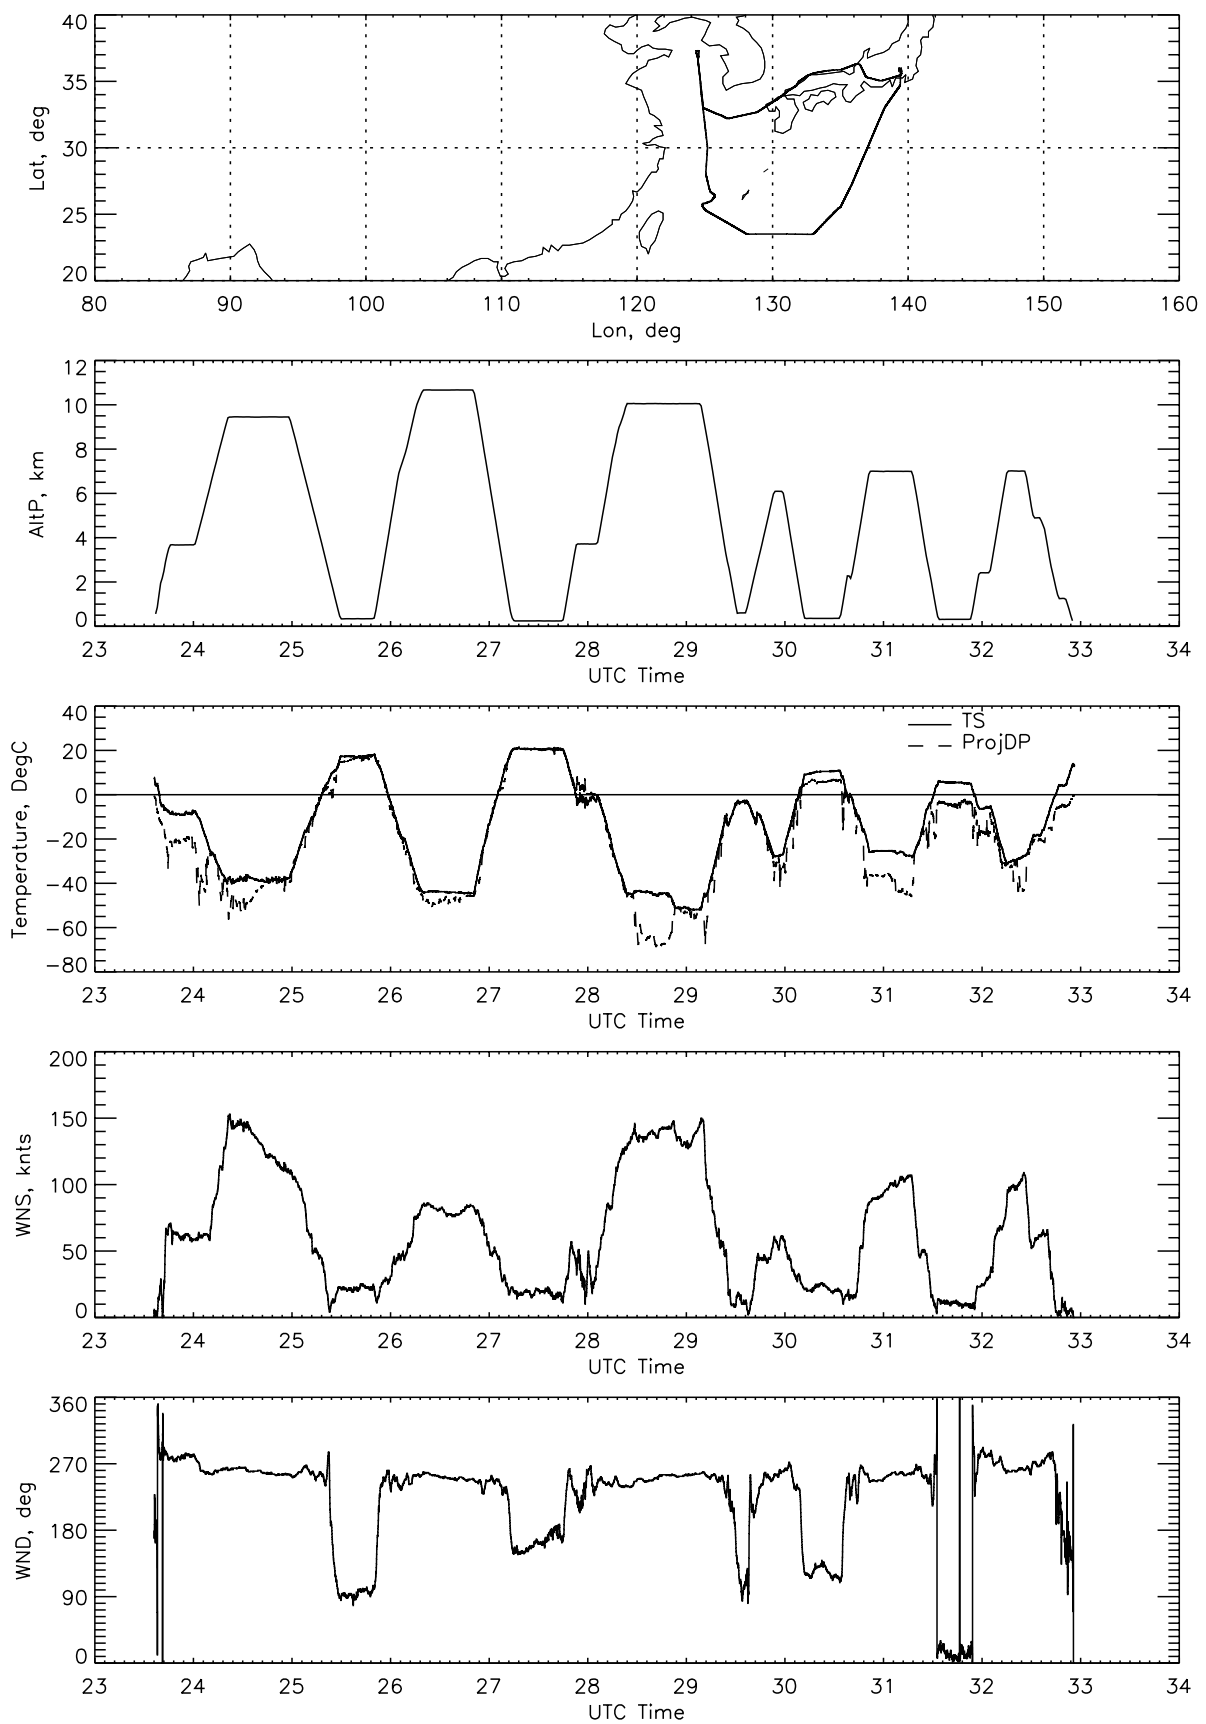 40
35
30
25
20
Lat, deg
80 90 100 110 120 130 140 150 160
Lon, deg
12
10
8
6
4
2
0
AltP, km
23 24 25 26 27 28 29 30 31 32 33 34
UTC Time
40
20
0
-20
-40
-60
-80
Temperature, DegC
TS
ProjDP
23 24 25 26 27 28 29 30 31 32 33 34
UTC Time
200
150
100
50
0
WNS, knts
23 24 25 26 27 28 29 30 31 32 33 34
UTC Time
360
270
180
90
0
WND, deg
23 24 25 26 27 28 29 30 31 32 33 34
UTC Time